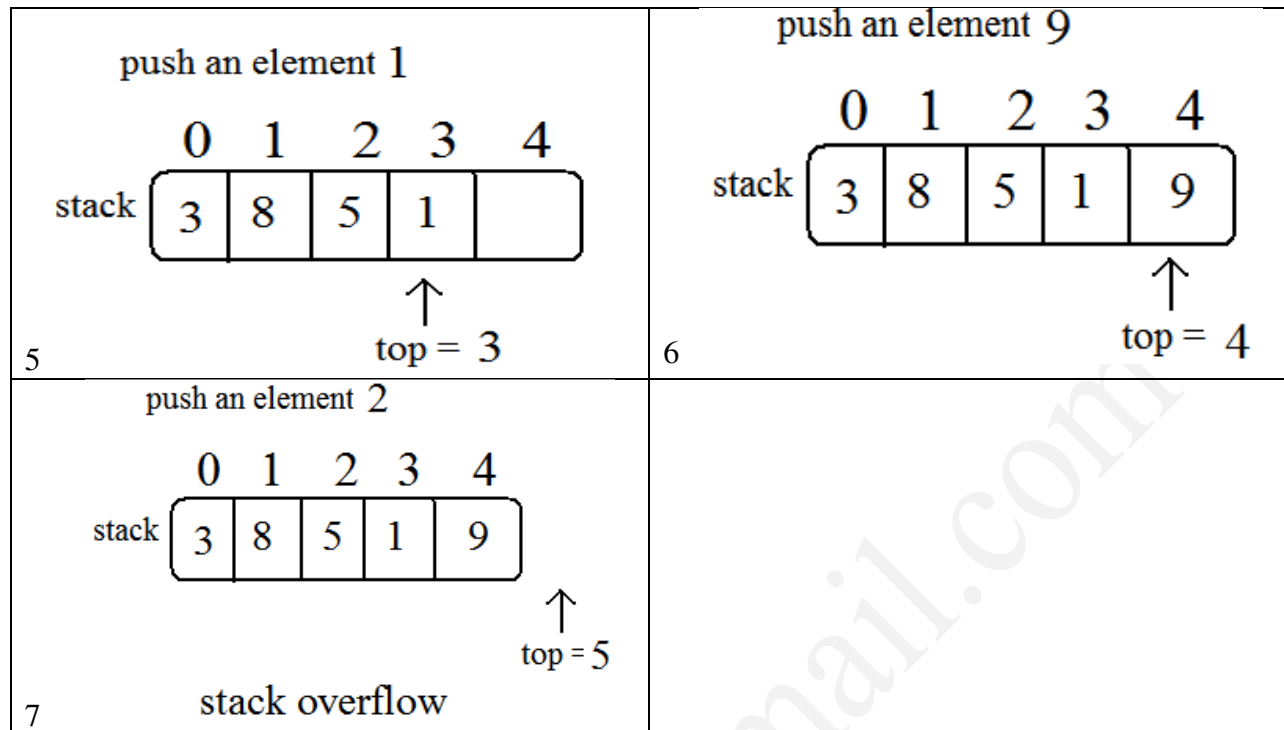 push an element 1
0 1 2 3 4
stack 3 8 5 1
top = 3
5
push an element 9
0 1 2 3 4
stack 3 8 5 1 9
top = 4
6
push an element 2
0 1 2 3 4
stack 3 8 5 1 9
top = 5
stack overflow
7
mail.com